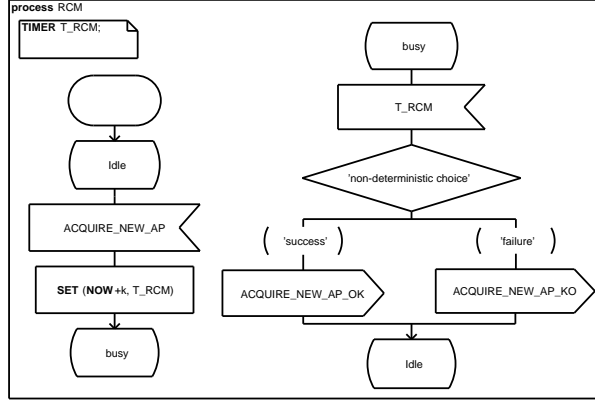 process RCM
TIMER T_RCM;
Idle
ACQUIRE_NEW_AP
SET (NOW+k, T_RCM)
busy
busy
T_RCM
'non-deterministic choice'
'success'
'failure'
ACQUIRE_NEW_AP_OK
ACQUIRE_NEW_AP_KO
Idle